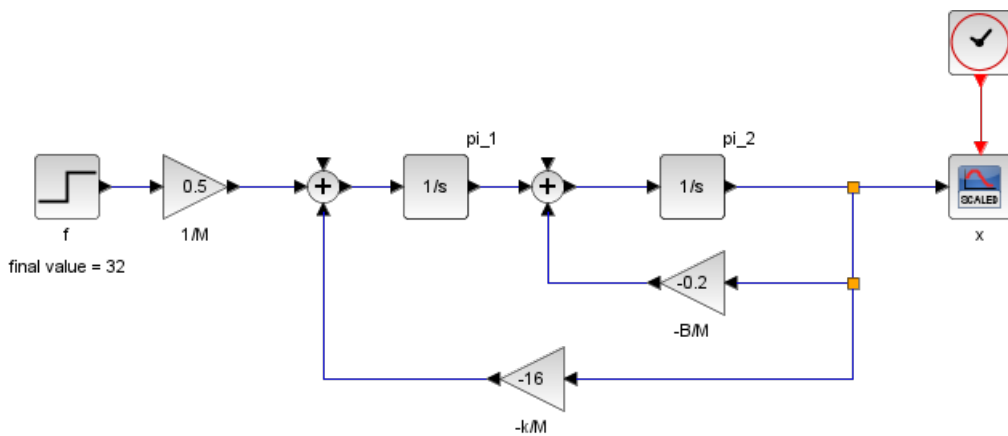 pi_1
pi_2
0.5
+
1/s
+
1/s
SCALED
f
1/M
x
final value = 32
-0.2
-B/M
-16
-k/M